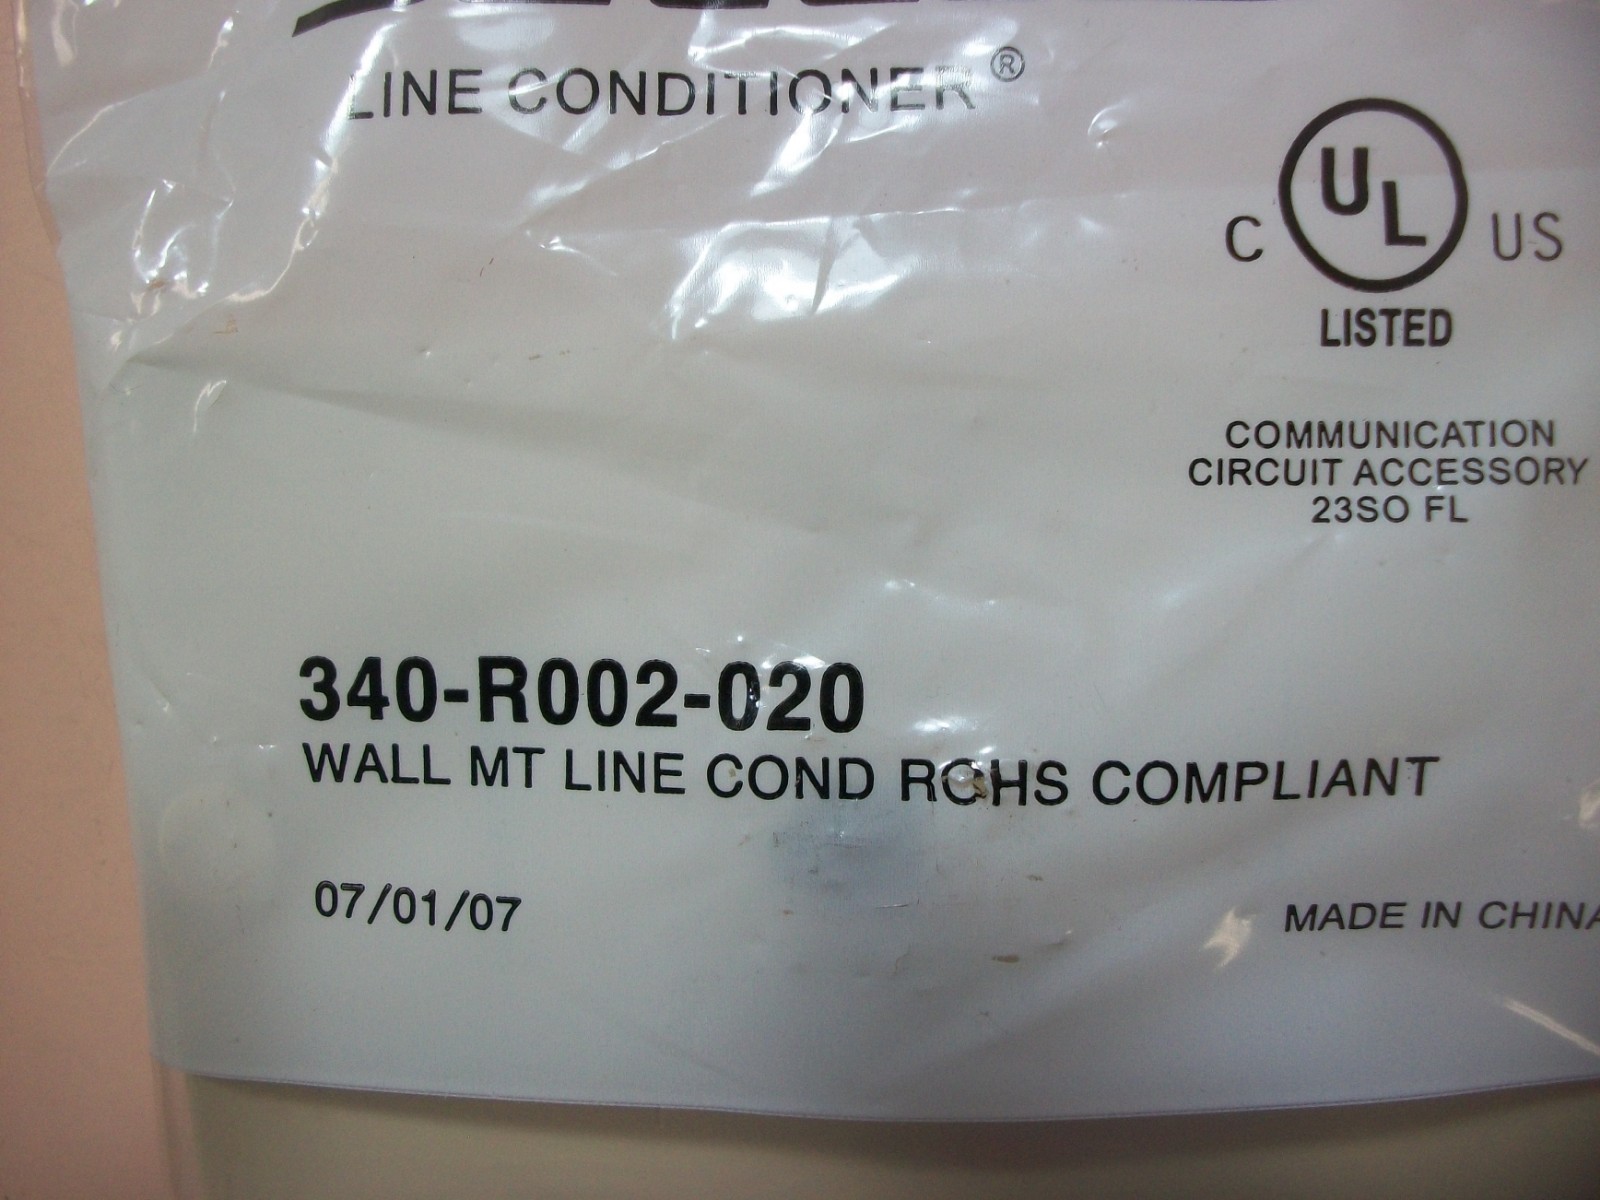 LINE CONDITIONER®
C UL US
LISTED
COMMUNICATION
CIRCUIT ACCESSORY
23SO FL
340-R002-020
WALL MT LINE COND ROHS COMPLIANT
07/01/07
MADE IN CHINA